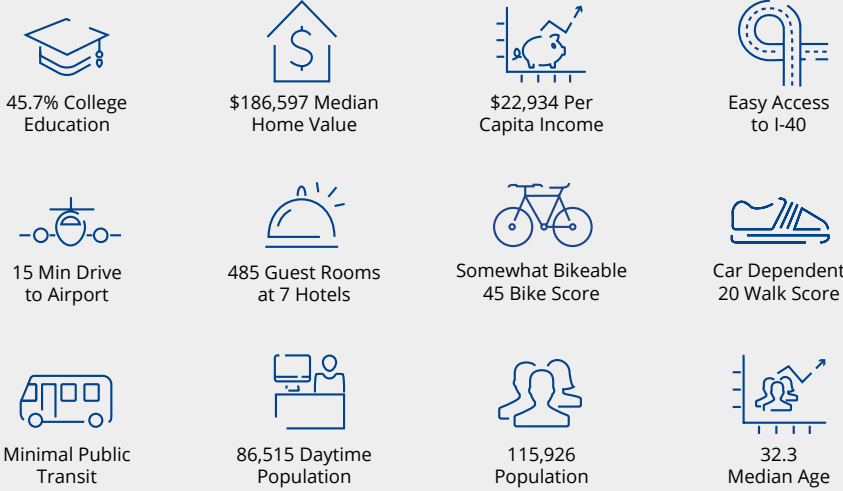 45.7% College
Education
$186,597 Median
Home Value
$22,934 Per
Capita Income
Easy Access
to I-40
15 Min Drive
to Airport
485 Guest Rooms
at 7 Hotels
Somewhat Bikeable
45 Bike Score
Car Dependent
20 Walk Score
Minimal Public
Transit
86,515 Daytime
Population
115,926
Population
32.3
Median Age